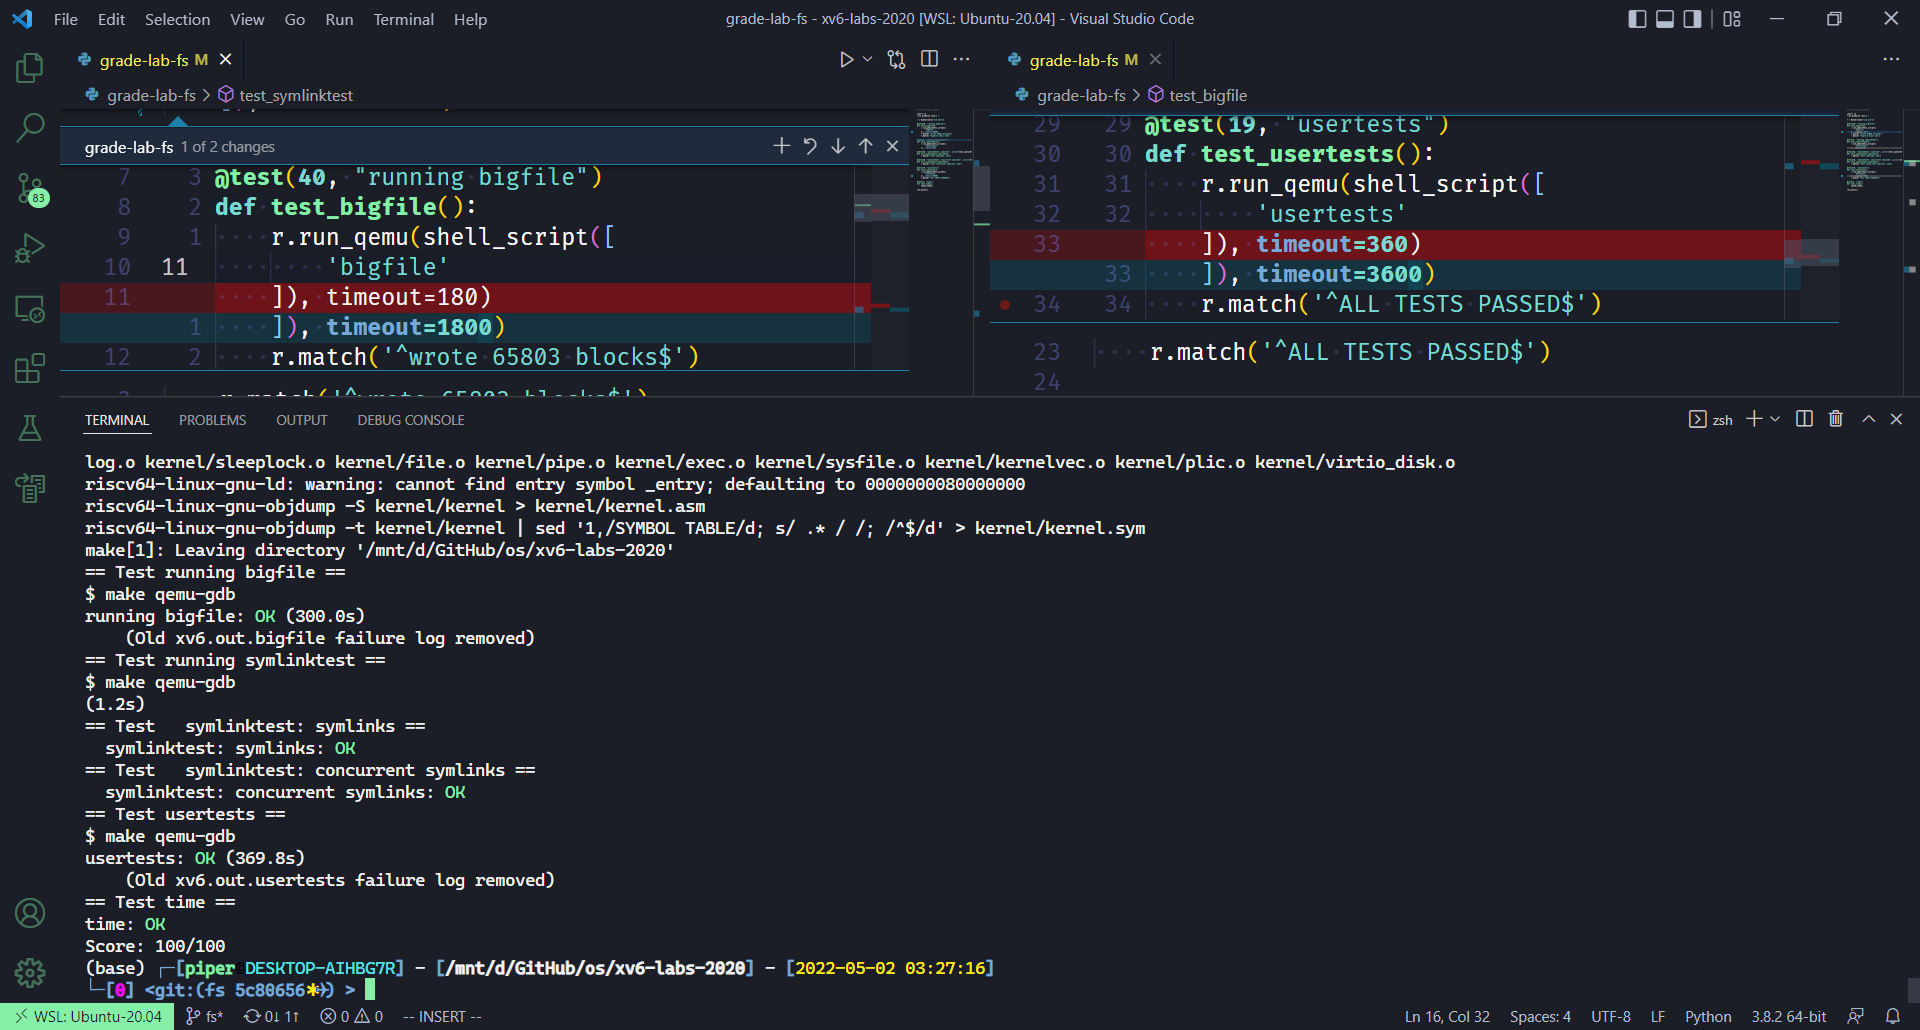 File Edit Selection View Go Run Terminal Help
grade-lab-fs - xv6-labs-2020 [WSL: Ubuntu-20.04] - Visual Studio Code
grade-lab-fs M
grade-lab-fs > test_symlinktest
grade-lab-fs 1 of 2 changes
7 3 @test(40, "running bigfile")
8 2 def test_bigfile():
9 1 r.run_qemu(shell_script([
10 11 'bigfile'
11 ]), timeout=180)
1 ]), timeout=1800)
12 2 r.match('^wrote 65803 blocks$')
r.match('^wrote 65803 blocks$')
grade-lab-fs M
grade-lab-fs > test_bigfile
29 29 @test(19, "usertests")
30 30 def test_usertests():
31 31 r.run_qemu(shell_script([
32 32 'usertests'
33 ]), timeout=360)
33 ]), timeout=3600)
34 34 r.match('^ALL TESTS PASSED$')
23 r.match('^ALL TESTS PASSED$')
24
83
TERMINAL PROBLEMS OUTPUT DEBUG CONSOLE
zsh
log.o kernel/sleeplock.o kernel/file.o kernel/pipe.o kernel/exec.o kernel/sysfile.o kernel/kernelvec.o kernel/plic.o kernel/virtio_disk.o
riscv64-linux-gnu-ld: warning: cannot find entry symbol _entry; defaulting to 0000000080000000
riscv64-linux-gnu-objdump -S kernel/kernel > kernel/kernel.asm
riscv64-linux-gnu-objdump -t kernel/kernel | sed '1,/SYMBOL TABLE/d; s/ .* / /; /^$/d' > kernel/kernel.sym
make[1]: Leaving directory '/mnt/d/GitHub/os/xv6-labs-2020'
== Test running bigfile ==
$ make qemu-gdb
running bigfile: OK (300.0s)
(Old xv6.out.bigfile failure log removed)
== Test running symlinktest ==
$ make qemu-gdb
(1.2s)
== Test symlinktest: symlinks ==
symlinktest: symlinks: OK
== Test symlinktest: concurrent symlinks ==
symlinktest: concurrent symlinks: OK
== Test usertests ==
$ make qemu-gdb
usertests: OK (369.8s)
(Old xv6.out.usertests failure log removed)
== Test time ==
time: OK
Score: 100/100
(base) ┌─[piper@DESKTOP-AIHBG7R] - [/mnt/d/GitHub/os/xv6-labs-2020] - [2022-05-02 03:27:16]
└─[0] <git:(fs 5c80656✱✈) >
WSL: Ubuntu-20.04 fs* 0↓ 1↑ 0 0 -- INSERT -- Ln 16, Col 32 Spaces: 4 UTF-8 LF Python 3.8.2 64-bit